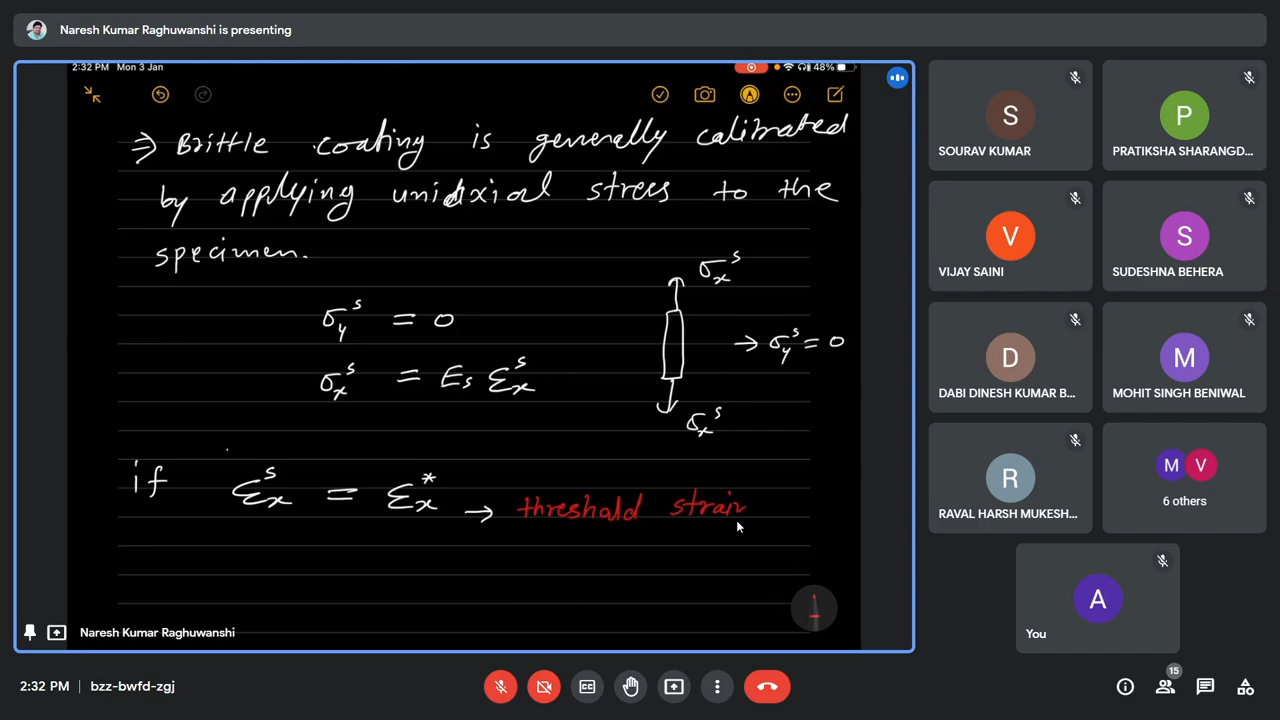 Naresh Kumar Raghuwanshi is presenting
2:32 PM Mon 3 Jan
48%
⇒ Brittle coating is generally calibrated
by applying unidixial stress to the
specimen.
σ_x^s
σ_y^s = 0
→ σ_y^s = 0
σ_x^s = E_s ε_x^s
σ_x^s
if ε_x^s = ε_x^* → threshold strain
Naresh Kumar Raghuwanshi
S
SOURAV KUMAR
P
PRATIKSHA SHARANGD...
V
VIJAY SAINI
S
SUDESHNA BEHERA
D
DABI DINESH KUMAR B...
M
MOHIT SINGH BENIWAL
R
RAVAL HARSH MUKESH...
M V
6 others
A
You
2:32 PM | bzz-bwfd-zgj
CC
15